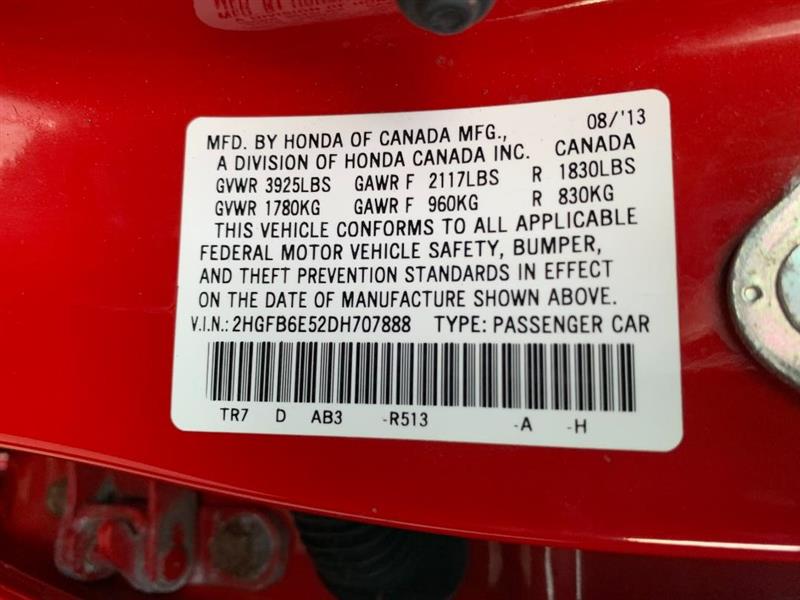 MFD. BY HONDA OF CANADA MFG., 08/'13
A DIVISION OF HONDA CANADA INC. CANADA
GVWR 3925LBS GAWR F 2117LBS R 1830LBS
GVWR 1780KG GAWR F 960KG R 830KG
THIS VEHICLE CONFORMS TO ALL APPLICABLE
FEDERAL MOTOR VEHICLE SAFETY, BUMPER,
AND THEFT PREVENTION STANDARDS IN EFFECT
ON THE DATE OF MANUFACTURE SHOWN ABOVE.
V.I.N.: 2HGFB6E52DH707888 TYPE: PASSENGER CAR
TR7 D AB3 -R513 -A -H